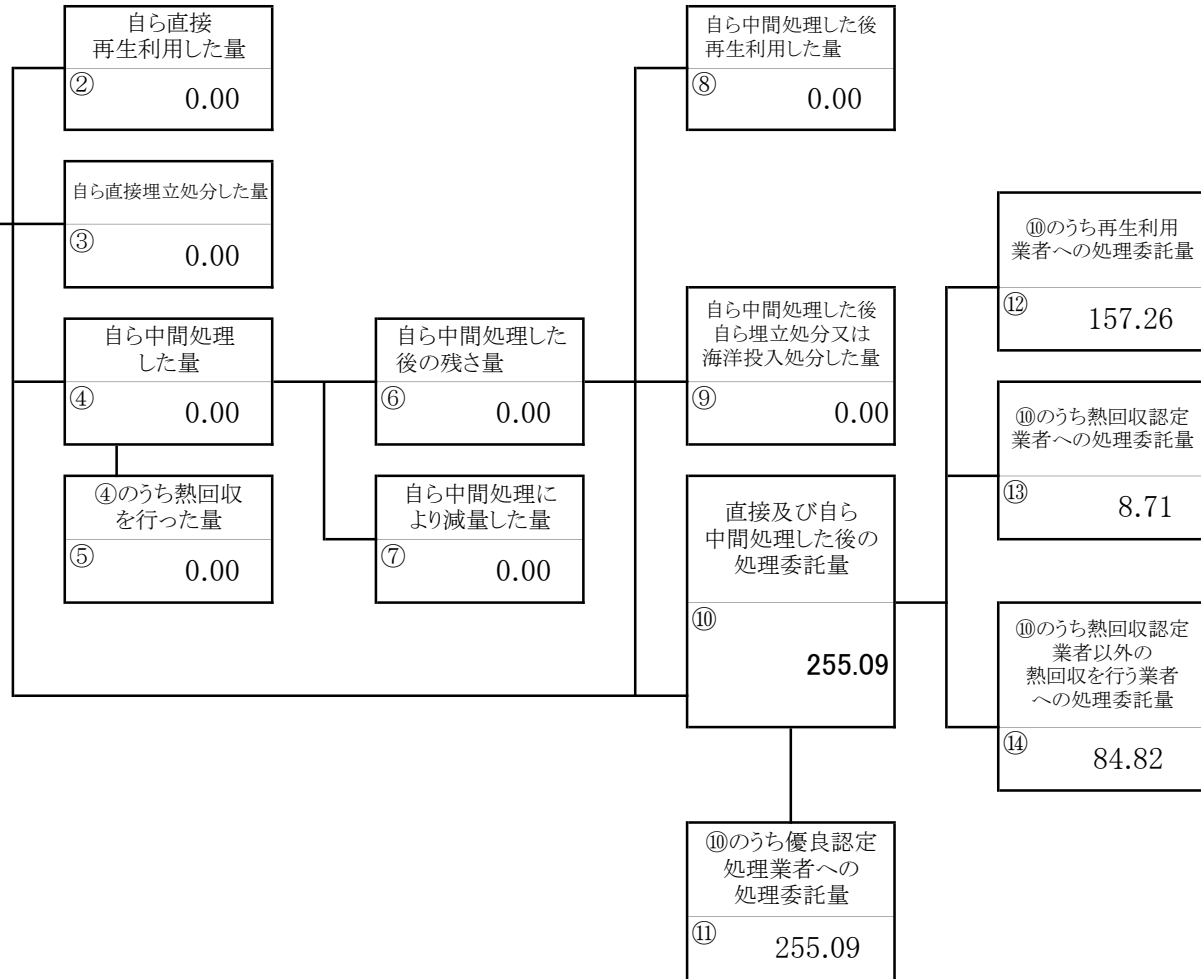 自ら直接
再生利用した量
②
0.00
自ら直接埋立処分した量
③
0.00
自ら中間処理
した量
④
0.00
④のうち熱回収
を行った量
⑤
0.00
自ら中間処理した
後の残さ量
⑥
0.00
自ら中間処理に
より減量した量
⑦
0.00
自ら中間処理した後
再生利用した量
⑧
0.00
自ら中間処理した後
自ら埋立処分又は
海洋投入処分した量
⑨
0.00
直接及び自ら
中間処理した後の
処理委託量
⑩
255.09
⑩のうち優良認定
処理業者への
処理委託量
⑪
255.09
⑩のうち再生利用
業者への処理委託量
⑫
157.26
⑩のうち熱回収認定
業者への処理委託量
⑬
8.71
⑩のうち熱回収認定
業者以外の
熱回収を行う業者
への処理委託量
⑭
84.82